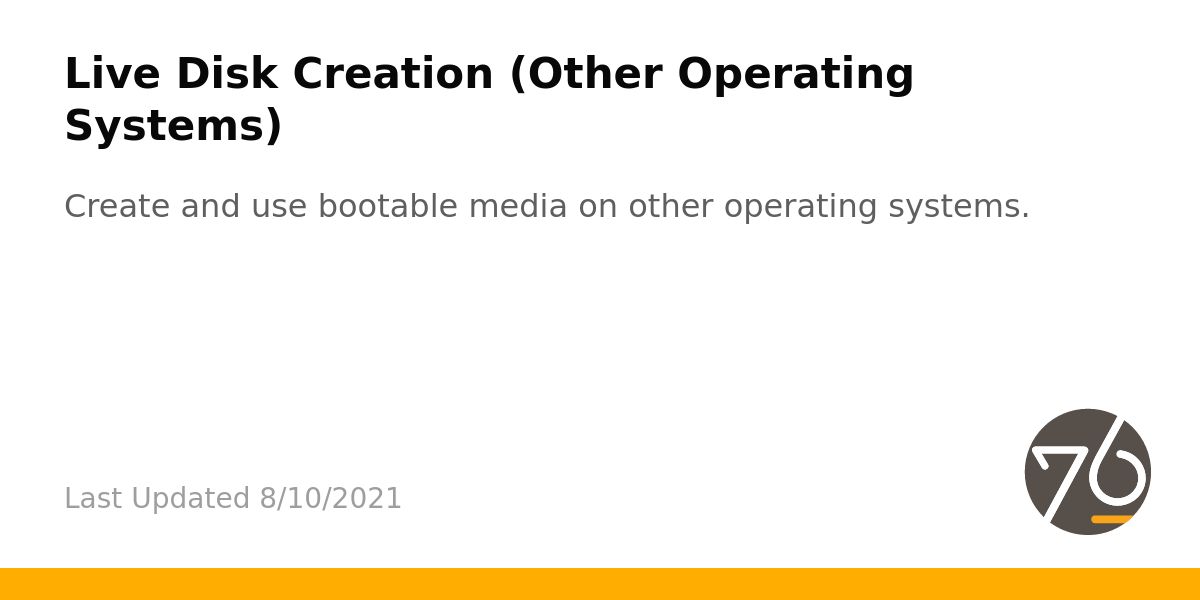 Live Disk Creation (Other Operating
Systems)
Create and use bootable media on other operating systems.
Last Updated 8/10/2021
76